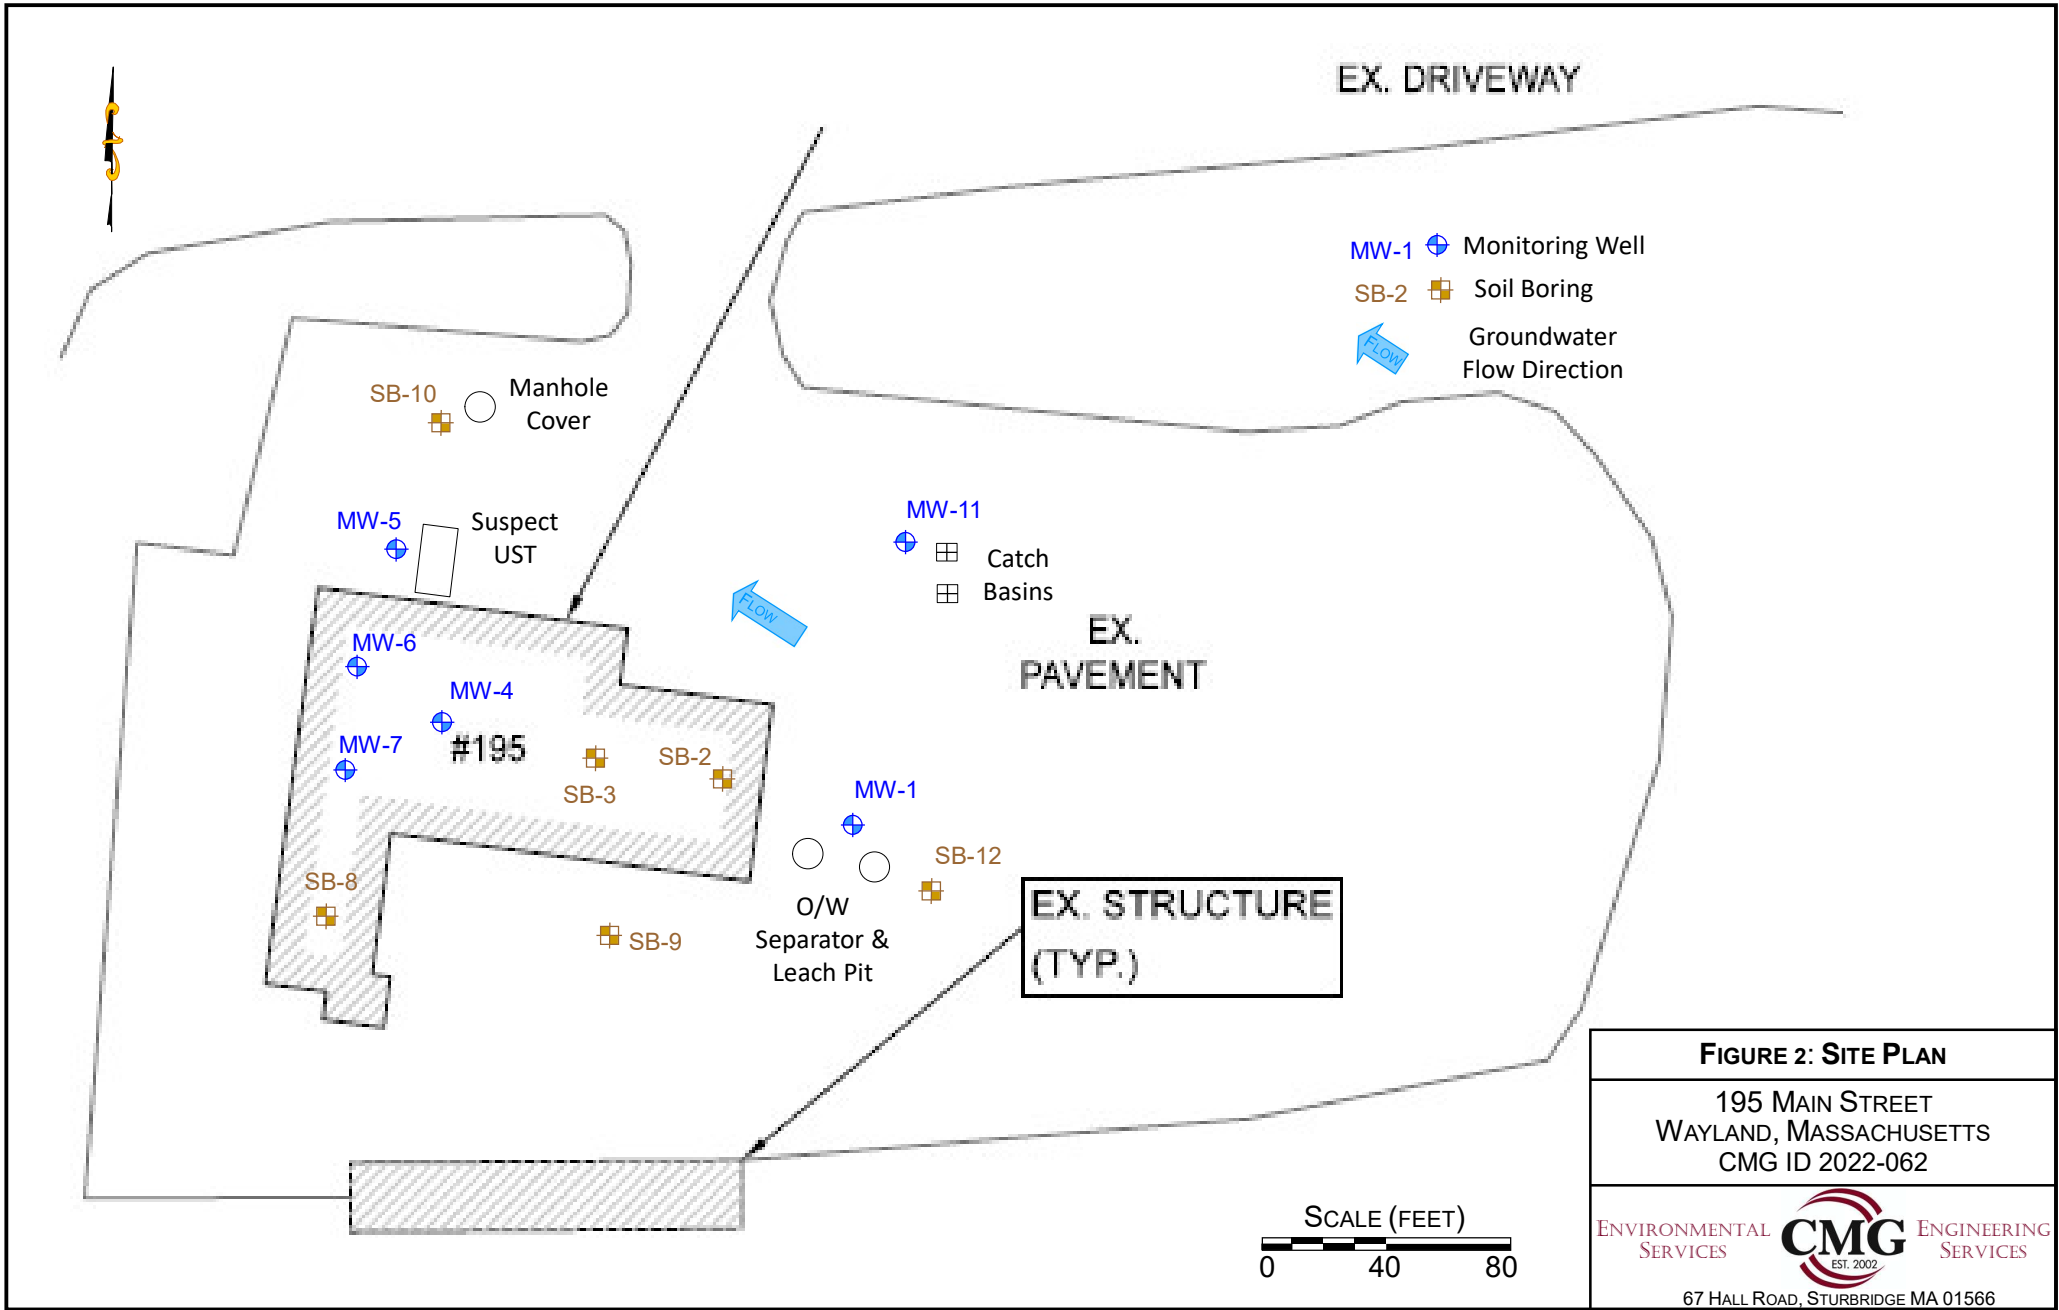 EX. DRIVEWAY
MW-1 Monitoring Well
SB-2 Soil Boring
FLOW
Groundwater
Flow Direction
SB-10
Manhole
Cover
MW-5
Suspect
UST
MW-11
Catch
Basins
FLOW
EX.
PAVEMENT
MW-6
MW-4
#195
MW-7
SB-2
SB-3
MW-1
SB-12
SB-8
SB-9
O/W
Separator &
Leach Pit
EX. STRUCTURE
(TYP.)
FIGURE 2: SITE PLAN
195 MAIN STREET
WAYLAND, MASSACHUSETTS
CMG ID 2022-062
SCALE (FEET)
0 40 80
ENVIRONMENTAL
SERVICES
CMG
EST. 2002
ENGINEERING
SERVICES
67 HALL ROAD, STURBRIDGE MA 01566